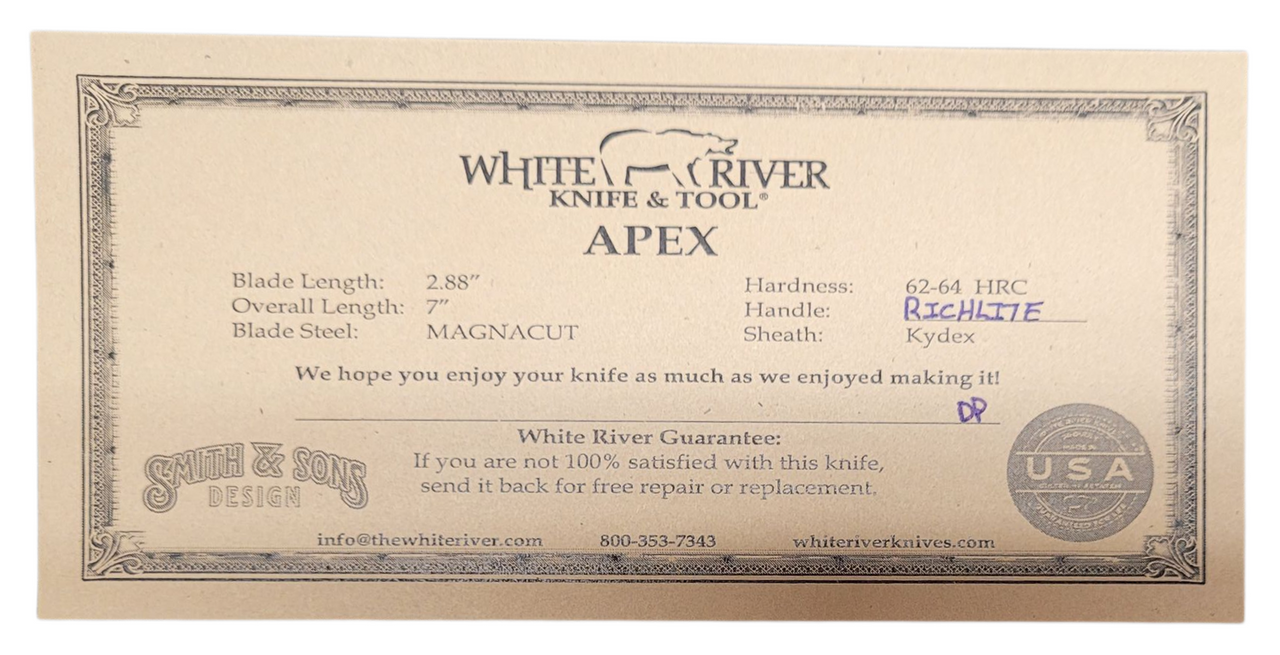 WHITE RIVER
KNIFE & TOOL®
APEX
Blade Length: 2.88″ Hardness: 62-64 HRC
Overall Length: 7″ Handle: RICHLITE
Blade Steel: MAGNACUT Sheath: Kydex
We hope you enjoy your knife as much as we enjoyed making it!
DP
White River Guarantee:
If you are not 100% satisfied with this knife,
send it back for free repair or replacement.
SMITH & SONS
DESIGN
MADE IN
USA
info@thewhiteriver.com 800-353-7343 whiteriverknives.com